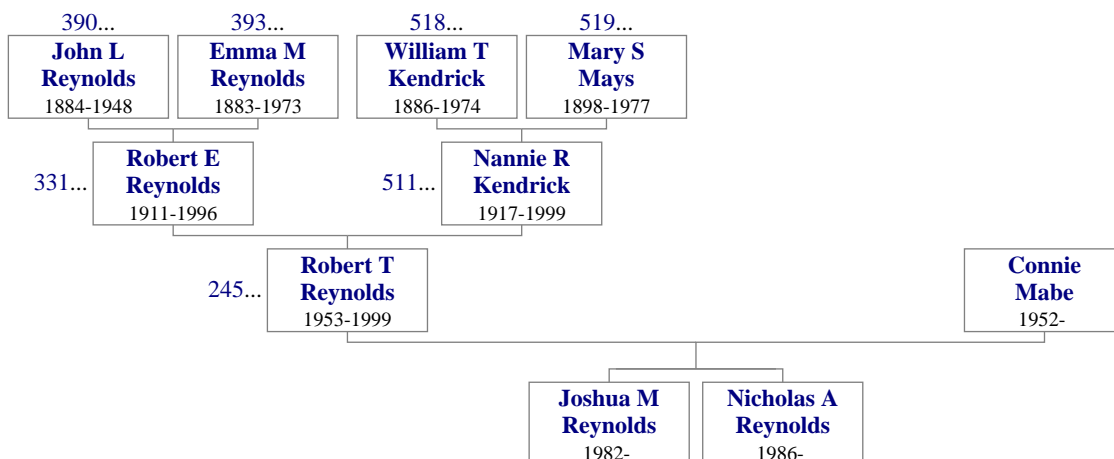 390... 393... 518... 519...
John L Emma M William T Mary S
Reynolds Reynolds Kendrick Mays
1884-1948 1883-1973 1886-1974 1898-1977
Robert E Nannie R
331... Reynolds 511... Kendrick
1911-1996 1917-1999
Robert T Connie
245... Reynolds Mabe
1953-1999 1952-
Joshua M Nicholas A
Reynolds Reynolds
1982- 1986-